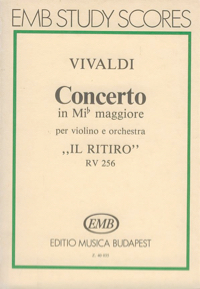 EMB STUDY SCORES
VIVALDI
Concerto
in Mi♭ maggiore
per violino e orchestra
„IL RITIRO”
RV 256
EMB
EDITIO MUSICA BUDAPEST